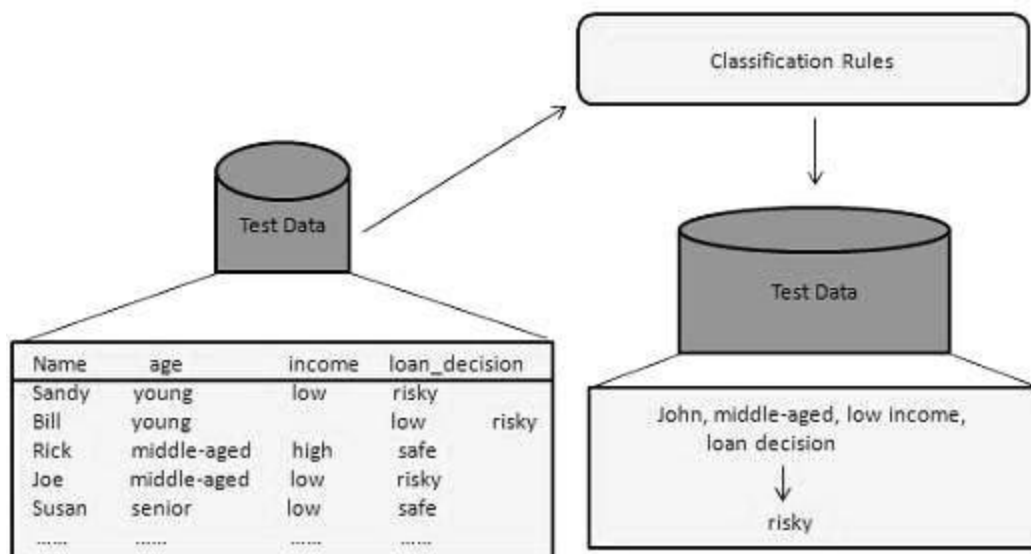 Classification Rules
Test Data
Test Data
Name age income loan_decision
Sandy young low risky
Bill young low risky
Rick middle-aged high safe
Joe middle-aged low risky
Susan senior low safe
...... ...... ...... ......
John, middle-aged, low income,
loan decision
risky